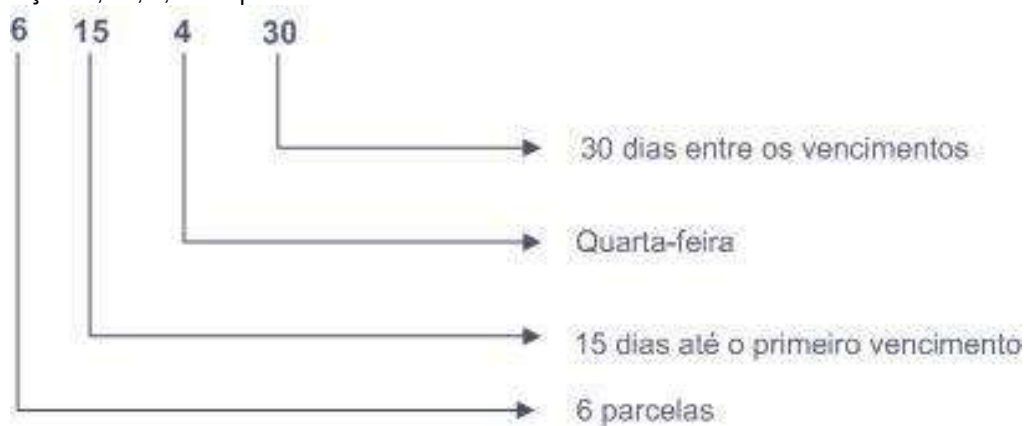 6 15 4 30
30 dias entre os vencimentos
Quarta-feira
15 dias até o primeiro vencimento
6 parcelas